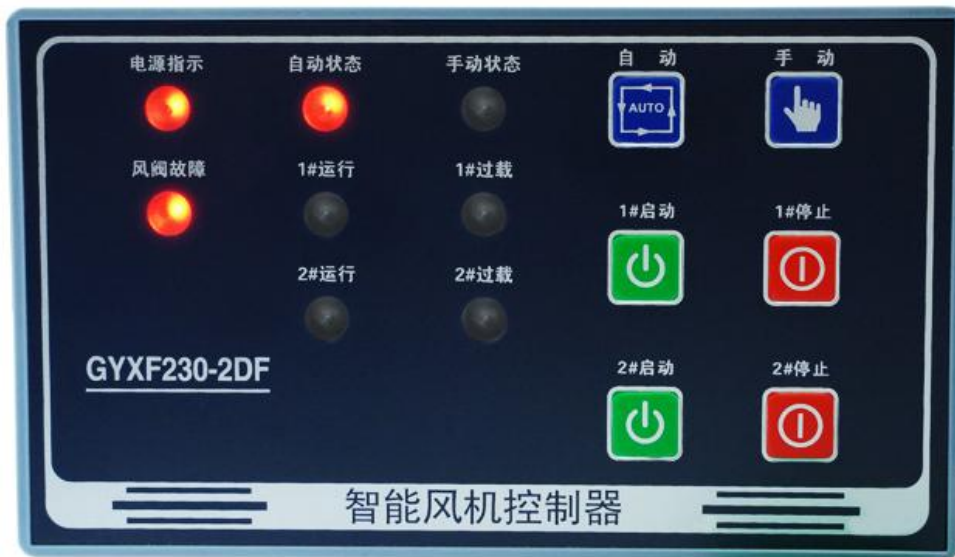 电源指示 自动状态 手动状态 自 动 手 动
AUTO
风阀故障 1#运行 1#过载
1#启动 1#停止
2#运行 2#过载
GYXF230-2DF
2#启动 2#停止
智能风机控制器